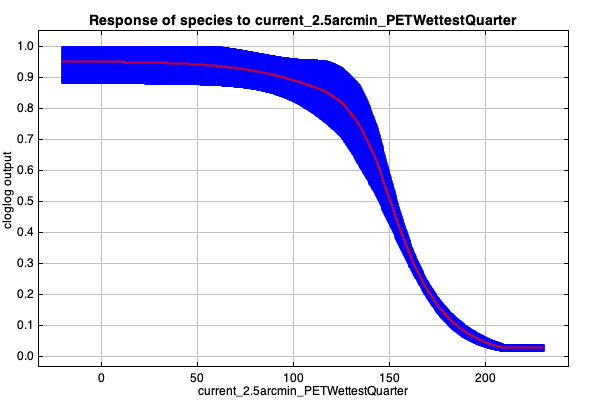 Response of species to current_2.5arcmin_PETWettestQuarter
cloglog output
1.0
0.9
0.8
0.7
0.6
0.5
0.4
0.3
0.2
0.1
0.0
0 50 100 150 200
current_2.5arcmin_PETWettestQuarter